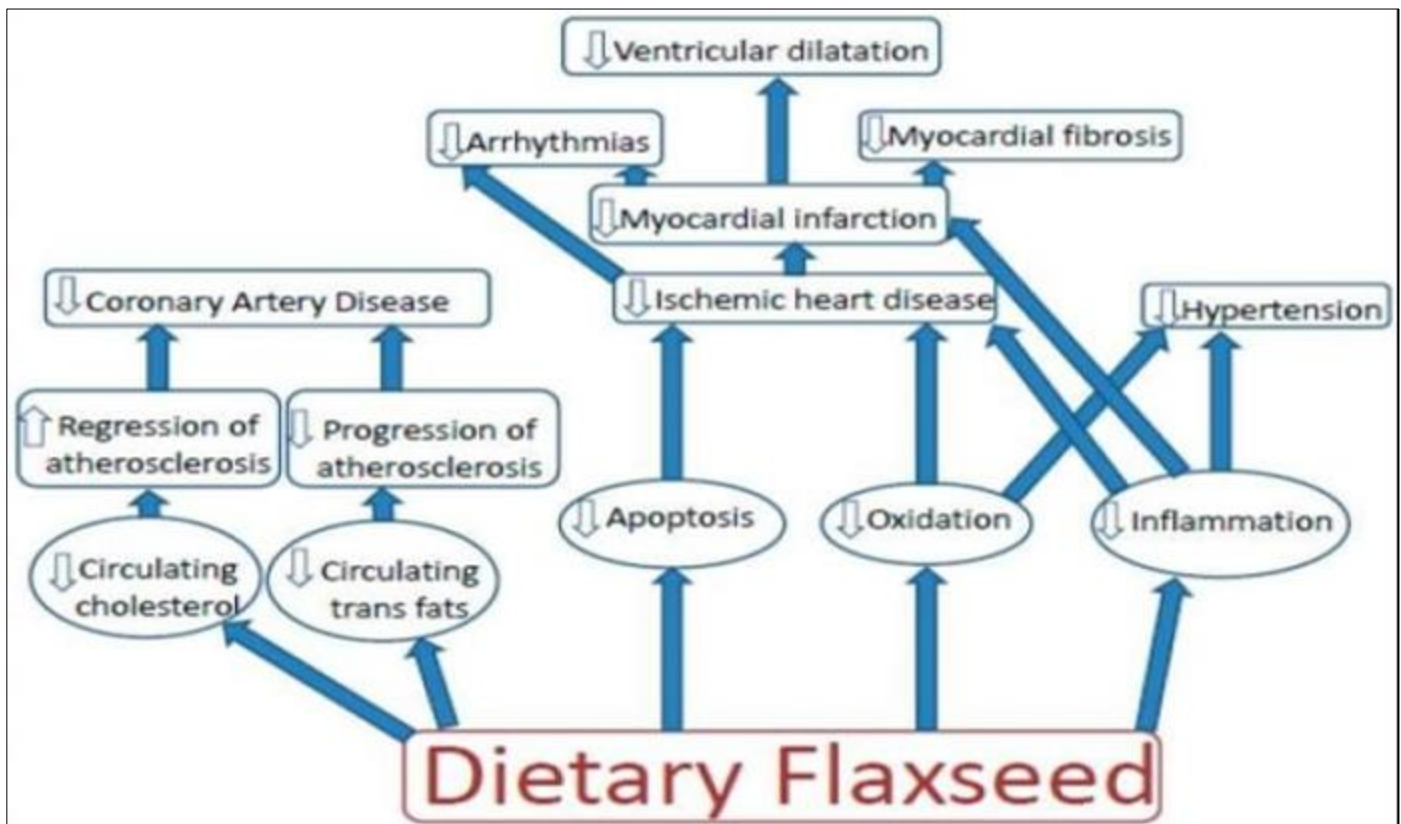 Ventricular dilatation
Arrhythmias
Myocardial fibrosis
Myocardial infarction
Coronary Artery Disease
Ischemic heart disease
Hypertension
Regression of
atherosclerosis
Progression of
atherosclerosis
Apoptosis
Oxidation
Inflammation
Circulating
cholesterol
Circulating
trans fats
Dietary Flaxseed